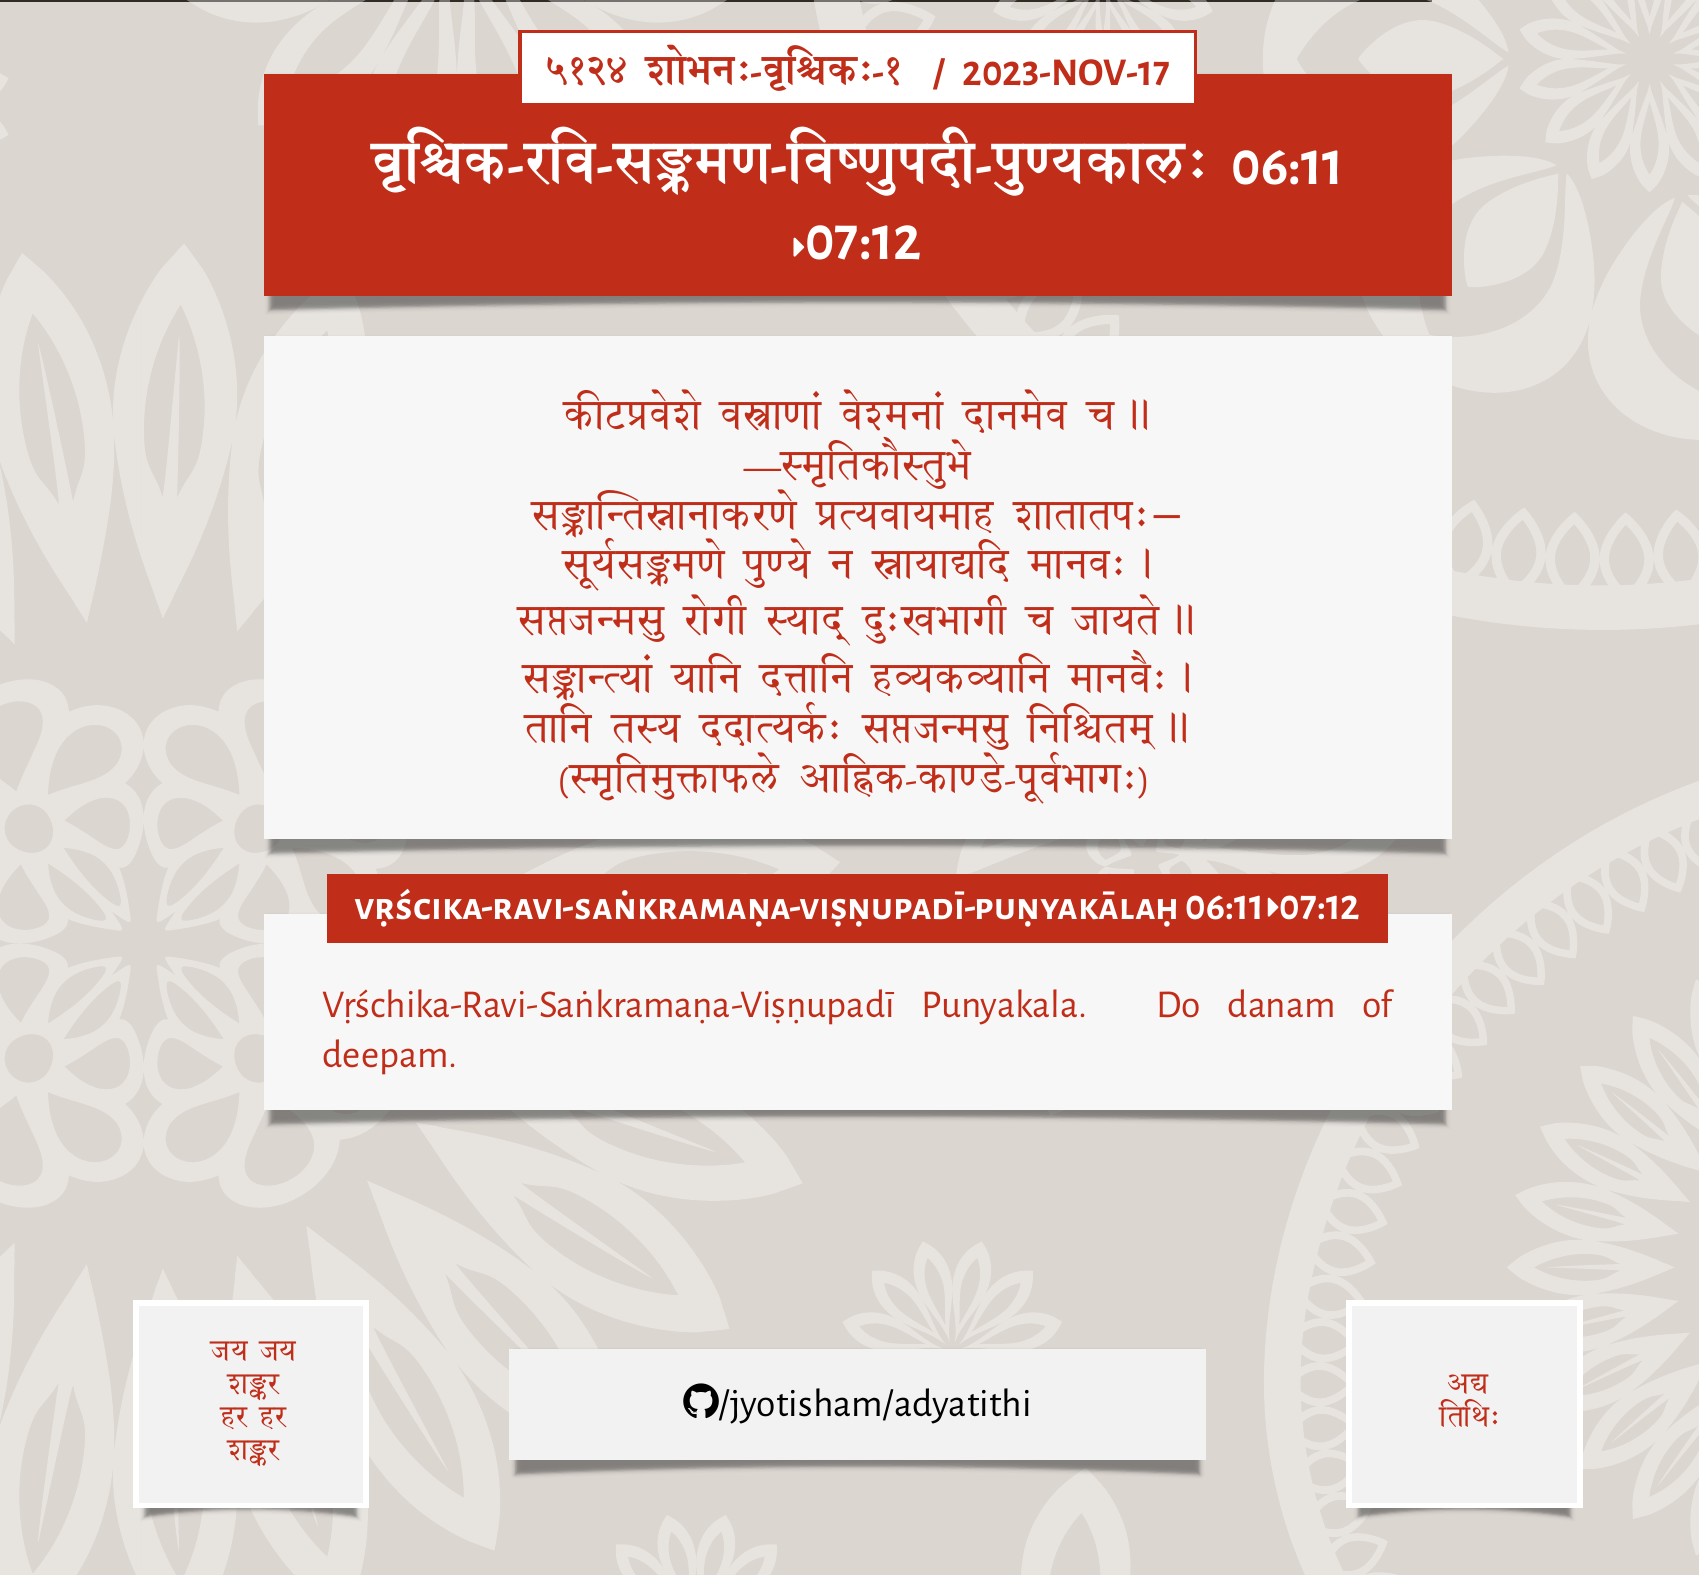 ५१२४ शोभनः-वृश्चिकः-१ / 2023-NOV-17
वृश्चिक-रवि-सङ्क्रमण-विष्णुपदी-पुण्यकालः 06:11
▸07:12
कीटप्रवेशे वस्त्राणां वेश्मनां दानमेव च॥
—स्मृतिकौस्तुभे
सङ्क्रान्तिस्नानाकरणे प्रत्यवायमाह शातातपः—
सूर्यसङ्क्रमणे पुण्ये न स्नायाद्यदि मानवः।
सप्तजन्मसु रोगी स्याद् दुःखभागी च जायते॥
सङ्क्रान्त्यां यानि दत्तानि हव्यकव्यानि मानवैः।
तानि तस्य ददात्यर्कः सप्तजन्मसु निश्चितम्॥
(स्मृतिमुक्ताफले आह्निक-काण्डे-पूर्वभागः)
VṚŚCIKA-RAVI-SAṄKRAMAṆA-VIṢṆUPADĪ-PUṆYAKĀLAḤ 06:11▸07:12
Vṛśchika-Ravi-Saṅkramaṇa-Viṣṇupadī Punyakala. Do danam of
deepam.
जय जय
शङ्कर
हर हर
शङ्कर
/jyotisham/adyatithi
अद्य
तिथिः